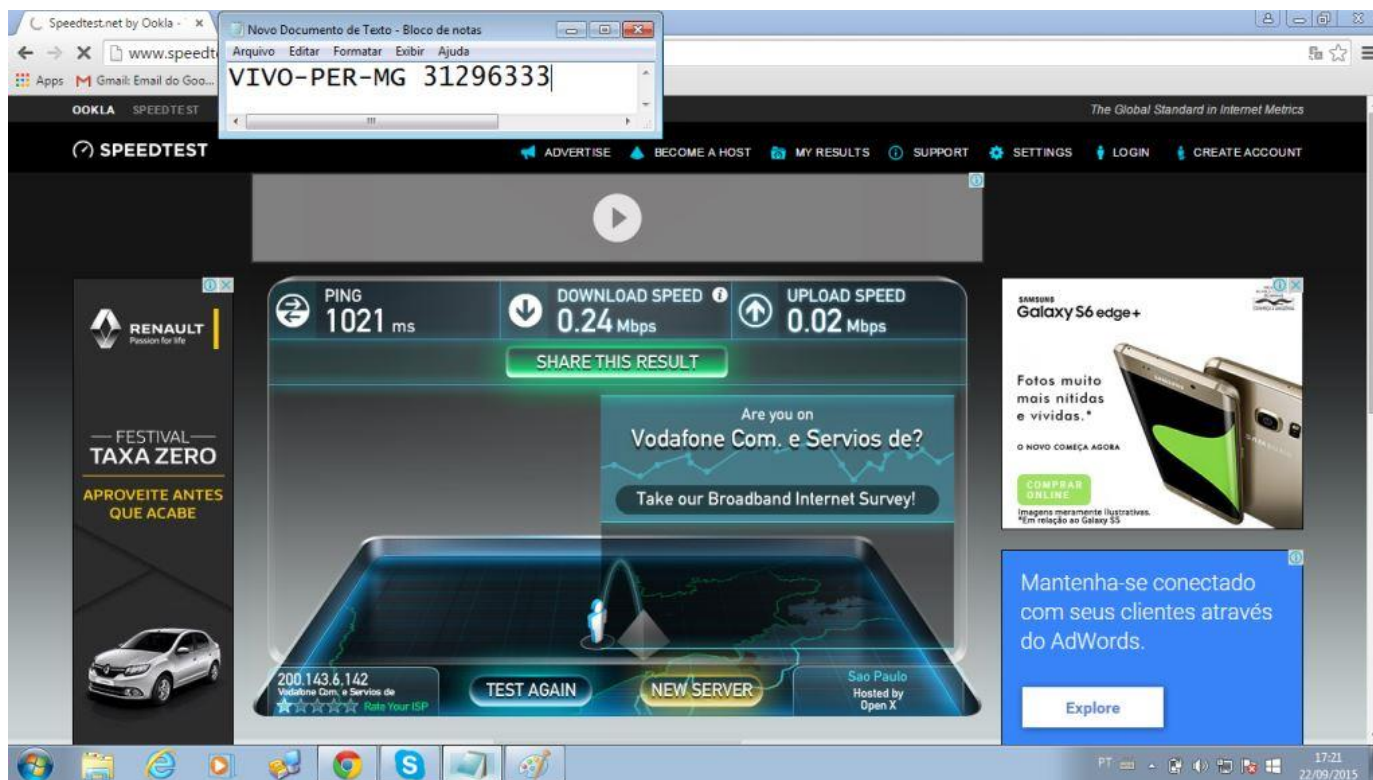 Speedtest.net by Ookla -
Novo Documento de Texto - Bloco de notas
www.speedt
Arquivo Editar Formatar Exibir Ajuda
Apps Gmail: Email do Goo...
VIVO-PER-MG 31296333
OOKLA SPEEDTEST
The Global Standard in Internet Metrics
SPEEDTEST
ADVERTISE BECOME A HOST MY RESULTS SUPPORT SETTINGS LOGIN CREATE ACCOUNT
PING
1021 ms
DOWNLOAD SPEED
0.24 Mbps
UPLOAD SPEED
0.02 Mbps
SHARE THIS RESULT
Are you on
Vodafone Com. e Servios de?
Take our Broadband Internet Survey!
RENAULT
Passion for life
FESTIVAL
TAXA ZERO
APROVEITE ANTES
QUE ACABE
SAMSUNG
Galaxy S6 edge+
Fotos muito
mais nítidas
e vívidas.*
O NOVO COMEÇA AGORA
COMPRAR
ONLINE
Imagens meramente ilustrativas.
*Em relação ao Galaxy S5
Mantenha-se conectado
com seus clientes através
do AdWords.
Explore
200.143.6.142
Vodafone Com. e Servios de
Rate Your ISP
TEST AGAIN
NEW SERVER
Sao Paulo
Hosted by
Open X
PT
17:21
22/09/2015